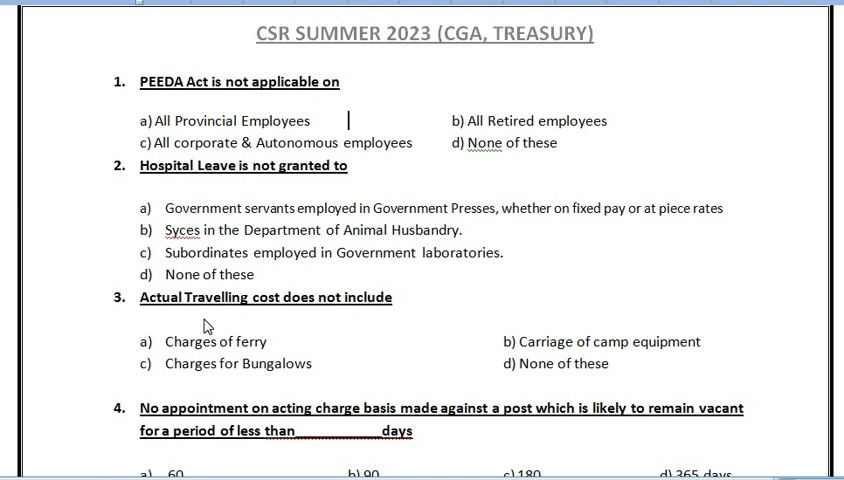 CSR SUMMER 2023 (CGA, TREASURY)
1. PEEDA Act is not applicable on
a) All Provincial Employees b) All Retired employees
c) All corporate & Autonomous employees d) None of these
2. Hospital Leave is not granted to
a) Government servants employed in Government Presses, whether on fixed pay or at piece rates
b) Syces in the Department of Animal Husbandry.
c) Subordinates employed in Government laboratories.
d) None of these
3. Actual Travelling cost does not include
a) Charges of ferry b) Carriage of camp equipment
c) Charges for Bungalows d) None of these
4. No appointment on acting charge basis made against a post which is likely to remain vacant
for a period of less than___________days
a) 60 b) 90 c) 180 d) 365 days